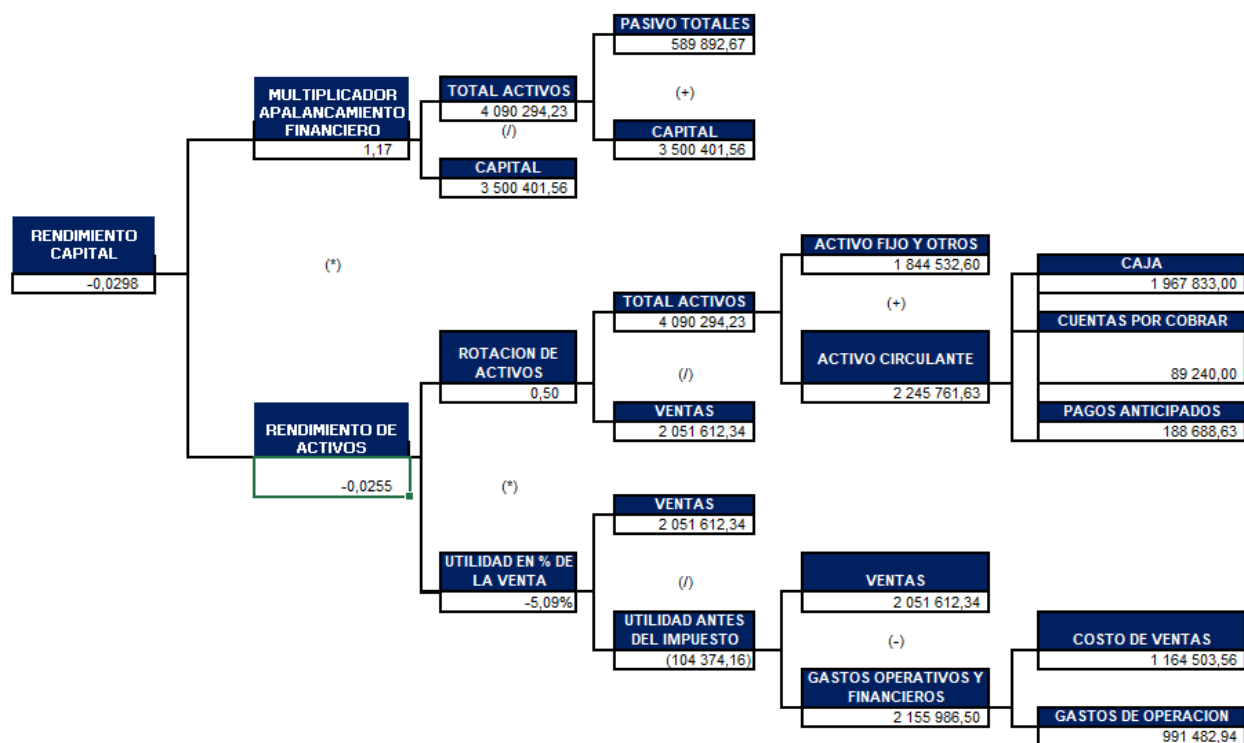 PASIVO TOTALES
589 892,67
(+)
CAPITAL
3 500 401,56
TOTAL ACTIVOS
4 090 294,23
(/)
CAPITAL
3 500 401,56
MULTIPLICADOR
APALANCAMIENTO
FINANCIERO
1,17
RENDIMIENTO
CAPITAL
-0,0298
(*)
ACTIVO FIJO Y OTROS
1 844 532,60
(+)
ACTIVO CIRCULANTE
2 245 761,63
CAJA
1 967 833,00
CUENTAS POR COBRAR
89 240,00
PAGOS ANTICIPADOS
188 688,63
TOTAL ACTIVOS
4 090 294,23
(/)
VENTAS
2 051 612,34
ROTACION DE
ACTIVOS
0,50
RENDIMIENTO DE
ACTIVOS
-0,0255
(*)
VENTAS
2 051 612,34
(/)
UTILIDAD EN % DE
LA VENTA
-5,09%
UTILIDAD ANTES
DEL IMPUESTO
(104 374,16)
VENTAS
2 051 612,34
(-)
GASTOS OPERATIVOS Y
FINANCIEROS
2 155 986,50
COSTO DE VENTAS
1 164 503,56
GASTOS DE OPERACION
991 482,94